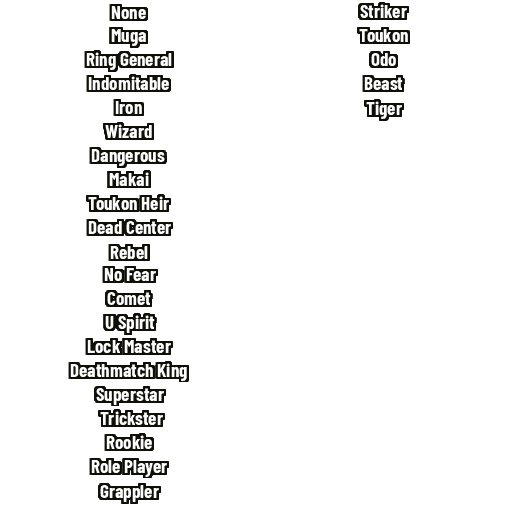 None
Muga
Ring General
Indomitable
Iron
Wizard
Dangerous
Makai
Toukon Heir
Dead Center
Rebel
No Fear
Comet
U Spirit
Lock Master
Deathmatch King
Superstar
Trickster
Rookie
Role Player
Grappler
Striker
Toukon
Odo
Beast
Tiger